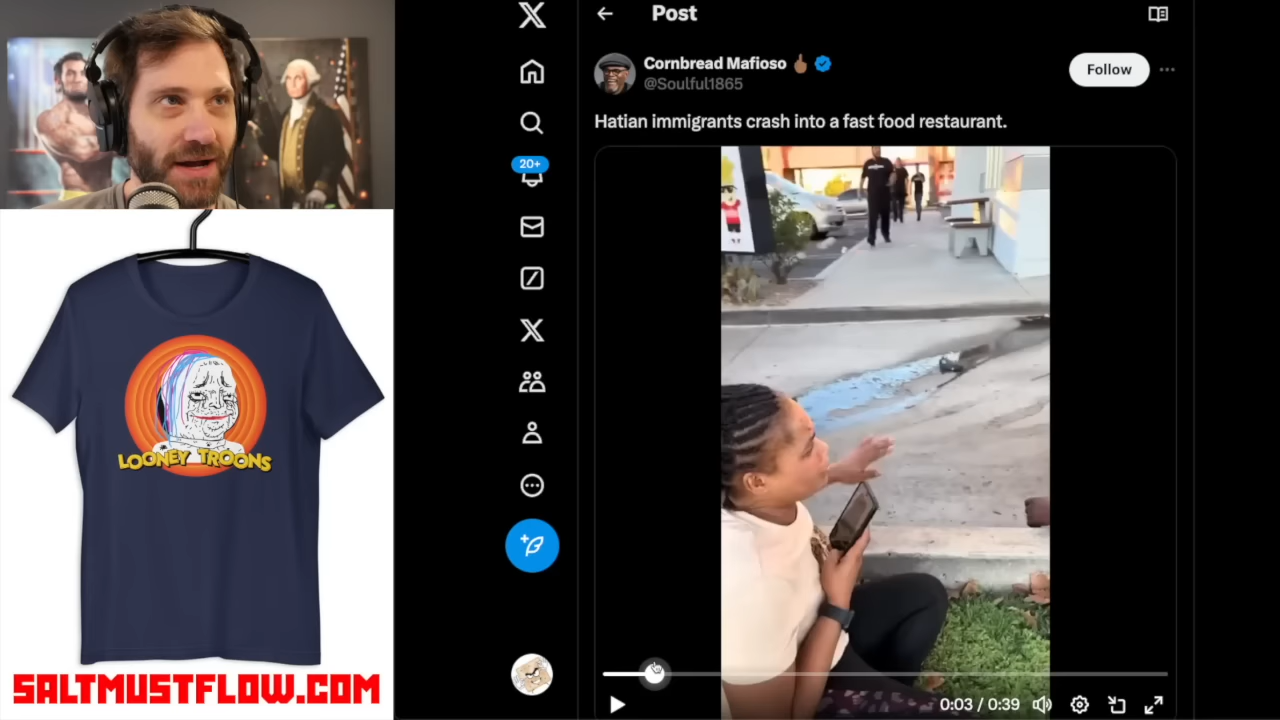 Post
Cornbread Mafioso
@Soulful1865
Follow
Hatian immigrants crash into a fast food restaurant.
20+
LOONEY TROONS
SALTMUSTFLOW.COM
0:03 / 0:39